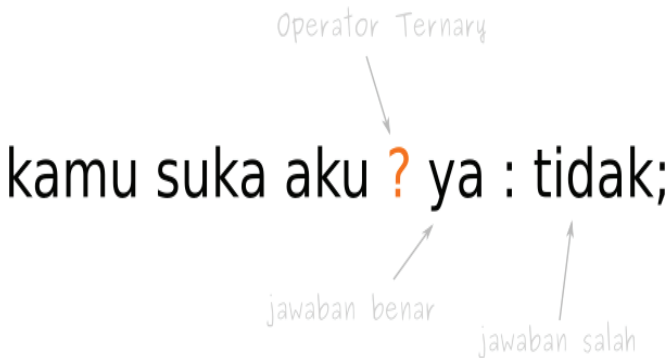 Operator Ternary
kamu suka aku ? ya : tidak;
jawaban benar
jawaban salah